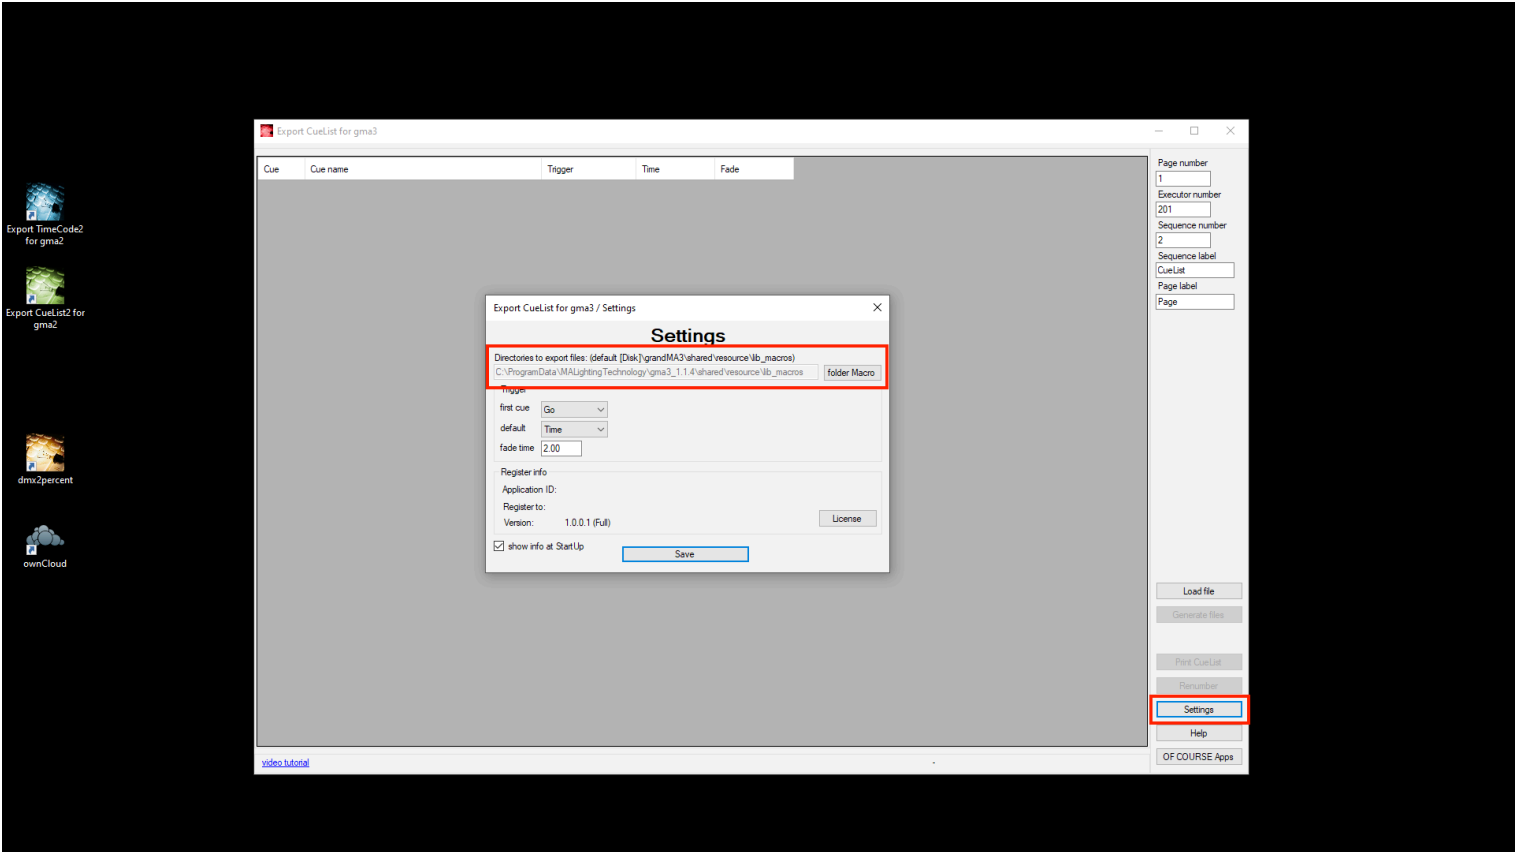 Export TimeCode2
for gma2
Export CueList2 for
gma2
dmx2percent
ownCloud
Export CueList for gma3
Cue Cue name Trigger Time Fade
Page number
1
Executor number
201
Sequence number
2
Sequence label
CueList
Page label
Page
Export CueList for gma3 / Settings
Settings
Directories to export files: (default [Disk]\grandMA3\shared\resource\lib_macros)
C:\ProgramData\MALightingTechnology\gma3_1.1.4\shared\resource\lib_macros folder Macro
Trigger
first cue Go
default Time
fade time 2.00
Register info
Application ID:
Register to:
Version: 1.0.0.1 (Full)
License
show info at StartUp
Save
Load file
Generate files
Print CueList
Renumber
Settings
Help
OF COURSE Apps
video tutorial
-